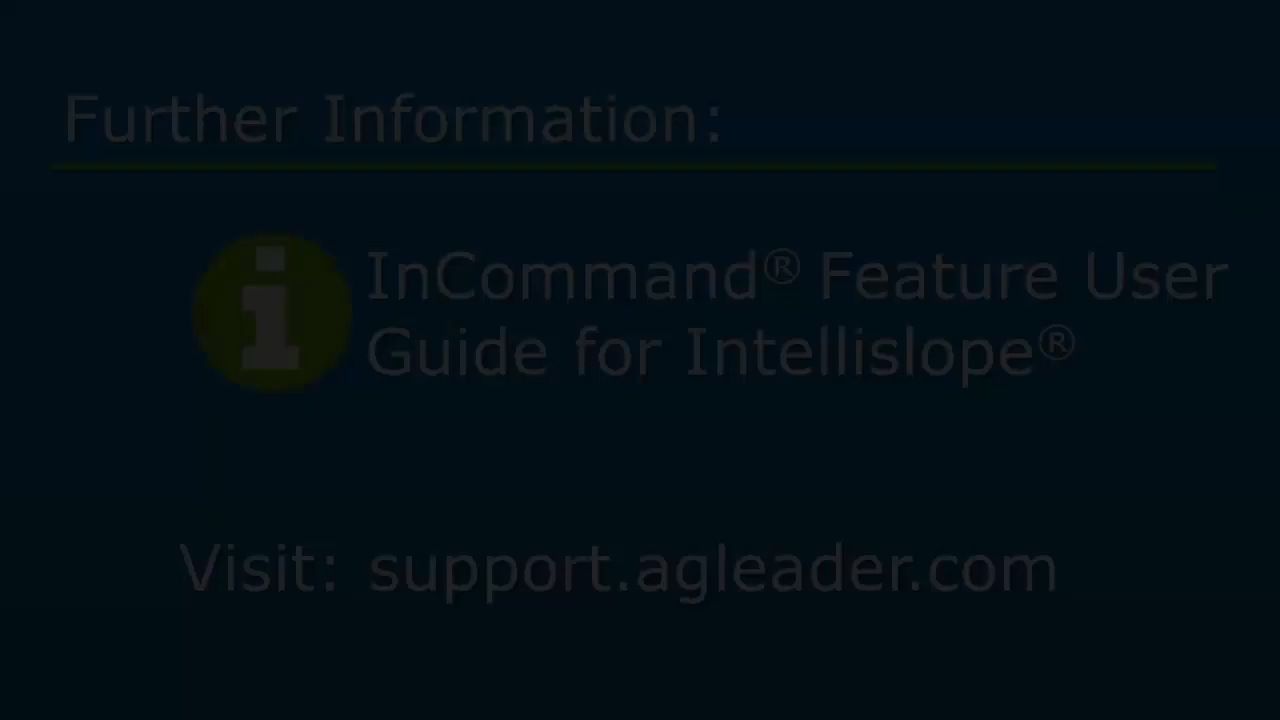 Further Information:
InCommand® Feature User
Guide for Intellislope®
Visit: support.agleader.com